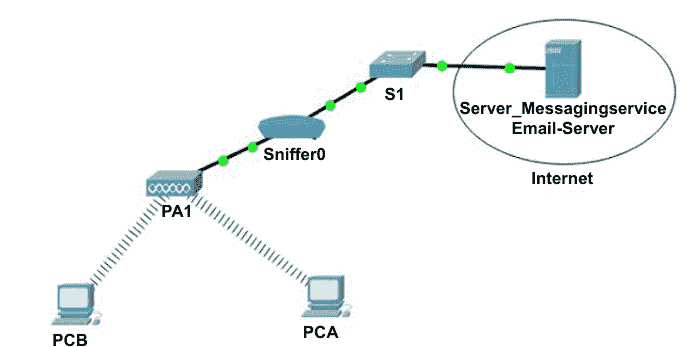 S1
Server_Messagingservice
Email-Server
Sniffer0
Internet
PA1
PCB
PCA